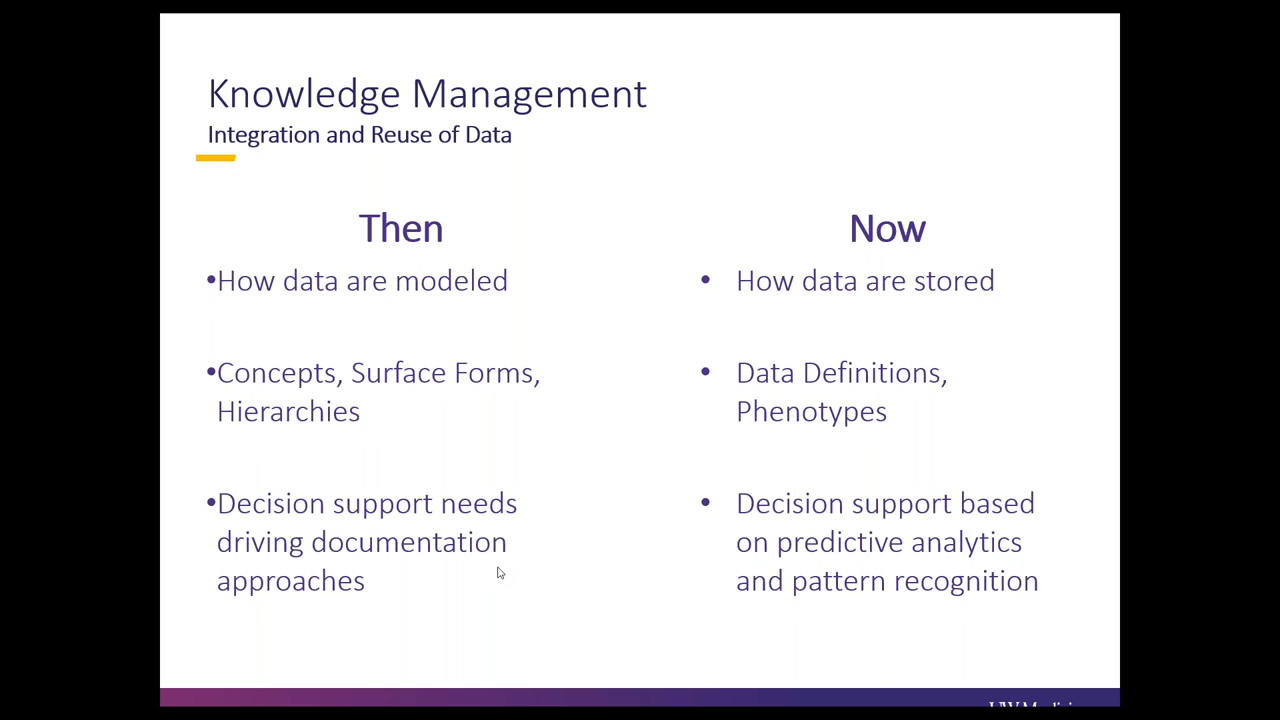 Knowledge Management
Integration and Reuse of Data
Then
•How data are modeled
•Concepts, Surface Forms,
Hierarchies
•Decision support needs
driving documentation
approaches
Now
• How data are stored
• Data Definitions,
Phenotypes
• Decision support based
on predictive analytics
and pattern recognition